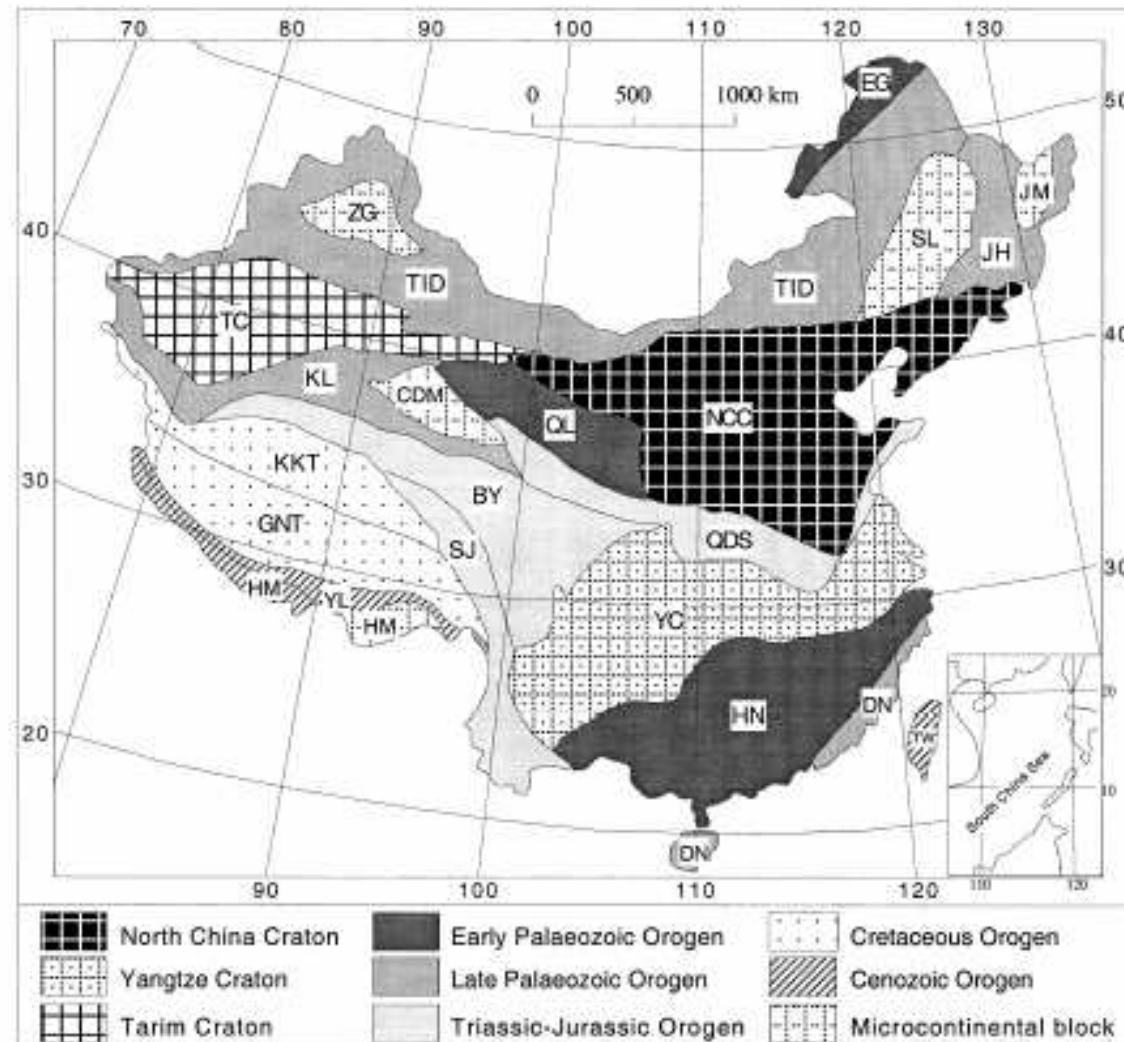 70 80 90 100 110 120 130
0 500 1000 km
EG
50
ZG
JM
SL
40
JH
TID
TID
TC
40
KL
CDM
QL
NCC
30
KKT
BY
GNT
SJ
QDS
30
HM
YL
YC
HM
20
HN
DN
TW
20
South China Sea
10
DN
110 120
90 100 110 120
North China Craton Early Palaeozoic Orogen Cretaceous Orogen
Yangtze Craton Late Palaeozoic Orogen Cenozoic Orogen
Tarim Craton Triassic-Jurassic Orogen Microcontinental block